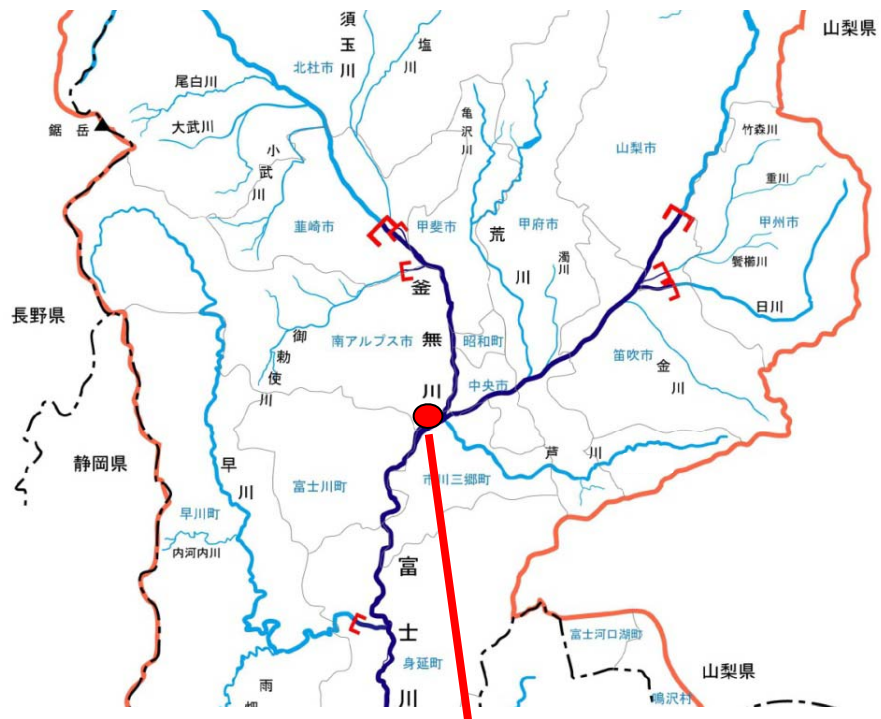 山梨県
須玉川
塩川
北杜市
尾白川
鋸岳
大武川
小武川
亀沢川
竹森川
山梨市
重川
韮崎市
甲斐市
荒川
甲府市
甲州市
濁川
鬢櫛川
釜無川
日川
長野県
御勅使川
南アルプス市
昭和町
笛吹市
金川
中央市
静岡県
早川
富士川町
市川三郷町
芦川
早川町
内河内川
富士川
身延町
富士河口湖町
山梨県
雨畑
鳴沢村